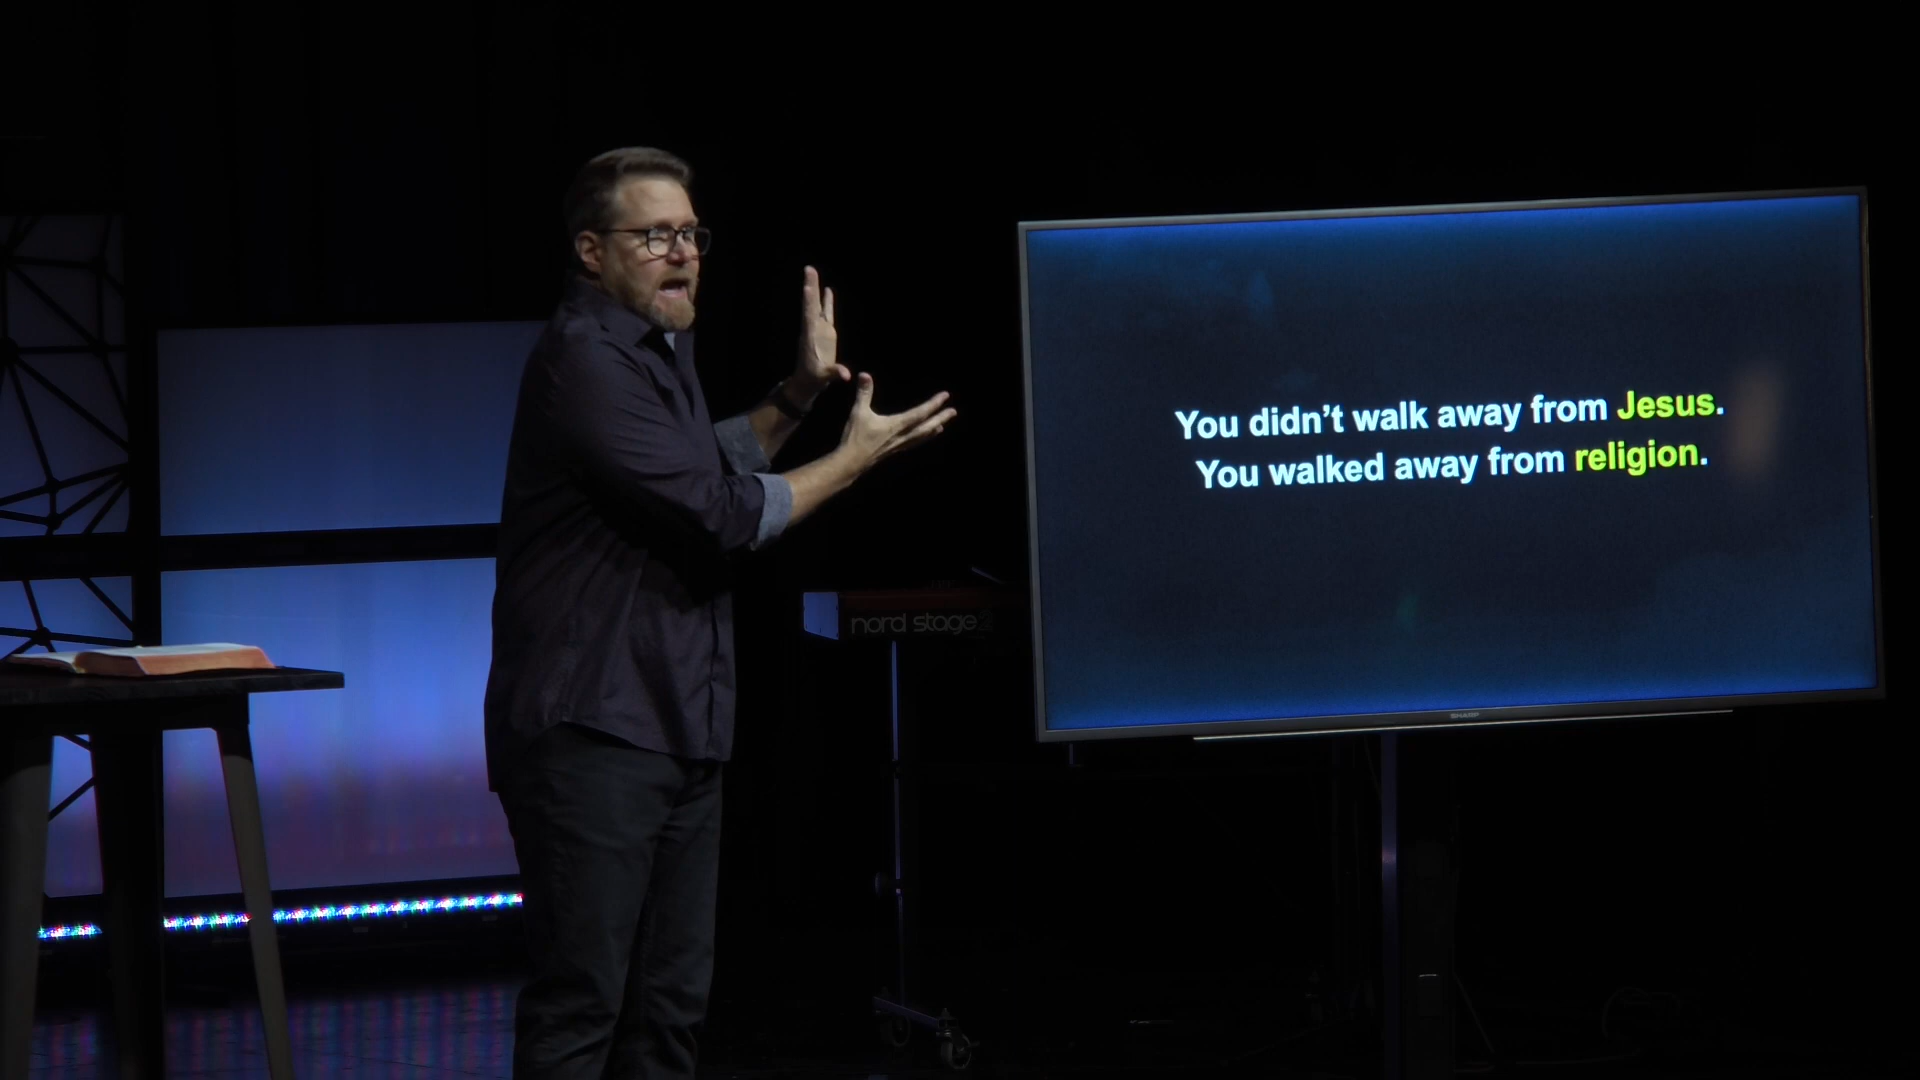 You didn't walk away from Jesus.
You walked away from religion.
nord stage
SHARP